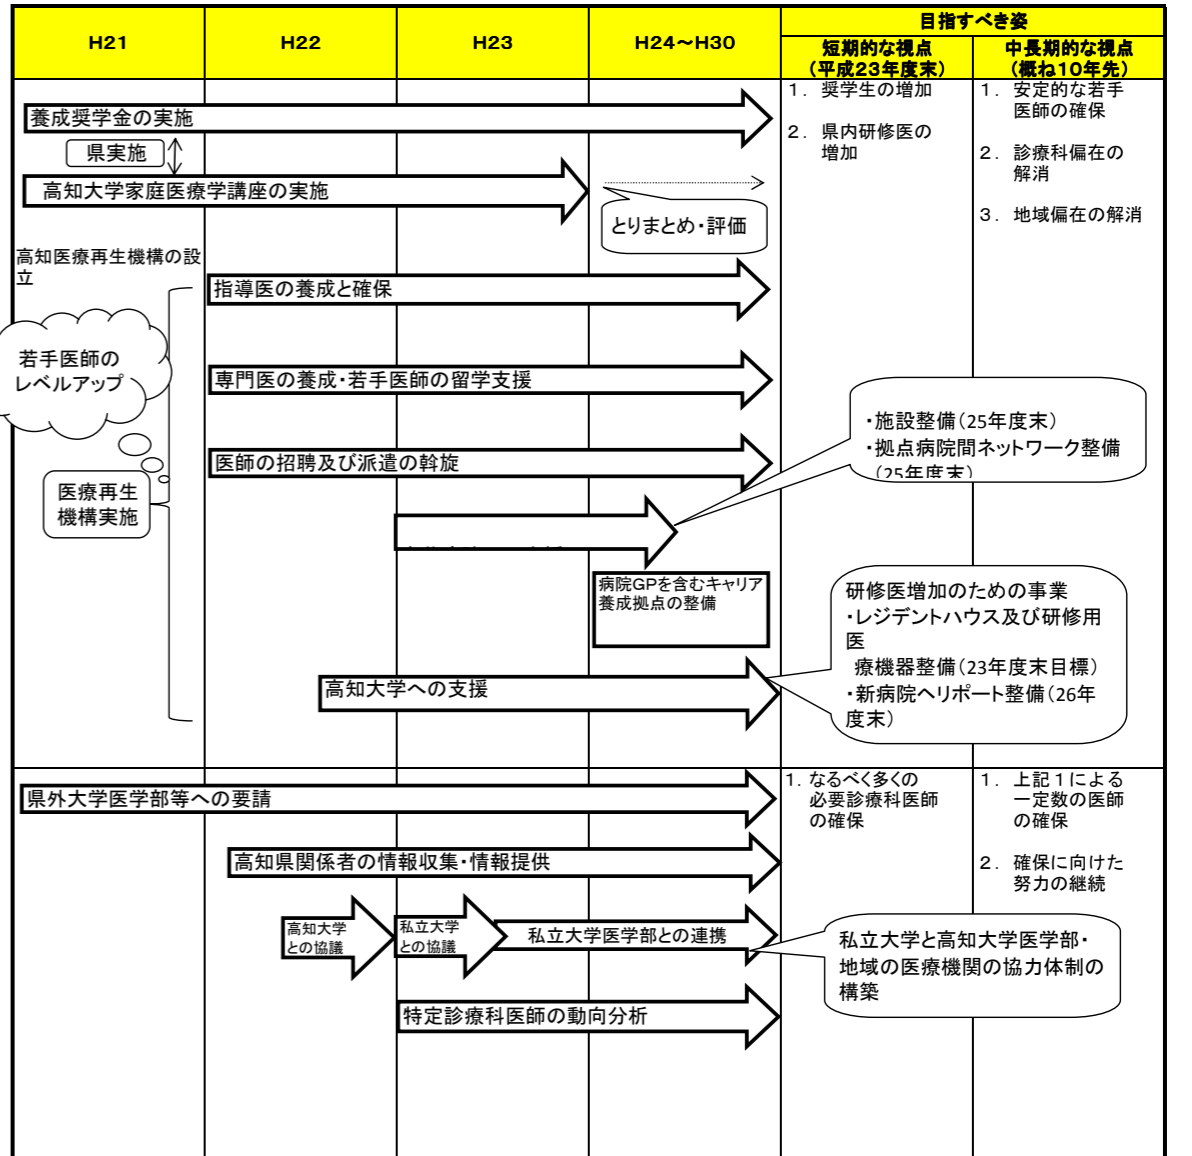 H21
H22
H23
H24～H30
目指すべき姿
短期的な視点
（平成23年度末）
中長期的な視点
（概ね10年先）
養成奨学金の実施
県実施
高知大学家庭医療学講座の実施
とりまとめ・評価
高知医療再生機構の設
立
指導医の養成と確保
若手医師の
レベルアップ
専門医の養成・若手医師の留学支援
医師の招聘及び派遣の斡旋
医療再生
機構実施
病院GPを含むキャリア
養成拠点の整備
高知大学への支援
1. 奨学生の増加
2. 県内研修医の
増加
1. 安定的な若手
医師の確保
2. 診療科偏在の
解消
3. 地域偏在の解消
・施設整備（25年度末）
・拠点病院間ネットワーク整備
（25年度末）
研修医増加のための事業
・レジデントハウス及び研修用
医
療機器整備（23年度末目標）
・新病院ヘリポート整備（26年
度末）
県外大学医学部等への要請
高知県関係者の情報収集・情報提供
高知大学
との協議
私立大学
との協議
私立大学医学部との連携
特定診療科医師の動向分析
1. なるべく多くの
必要診療科医師
の確保
1. 上記１による
一定数の医師
の確保
2. 確保に向けた
努力の継続
私立大学と高知大学医学部・
地域の医療機関の協力体制の
構築